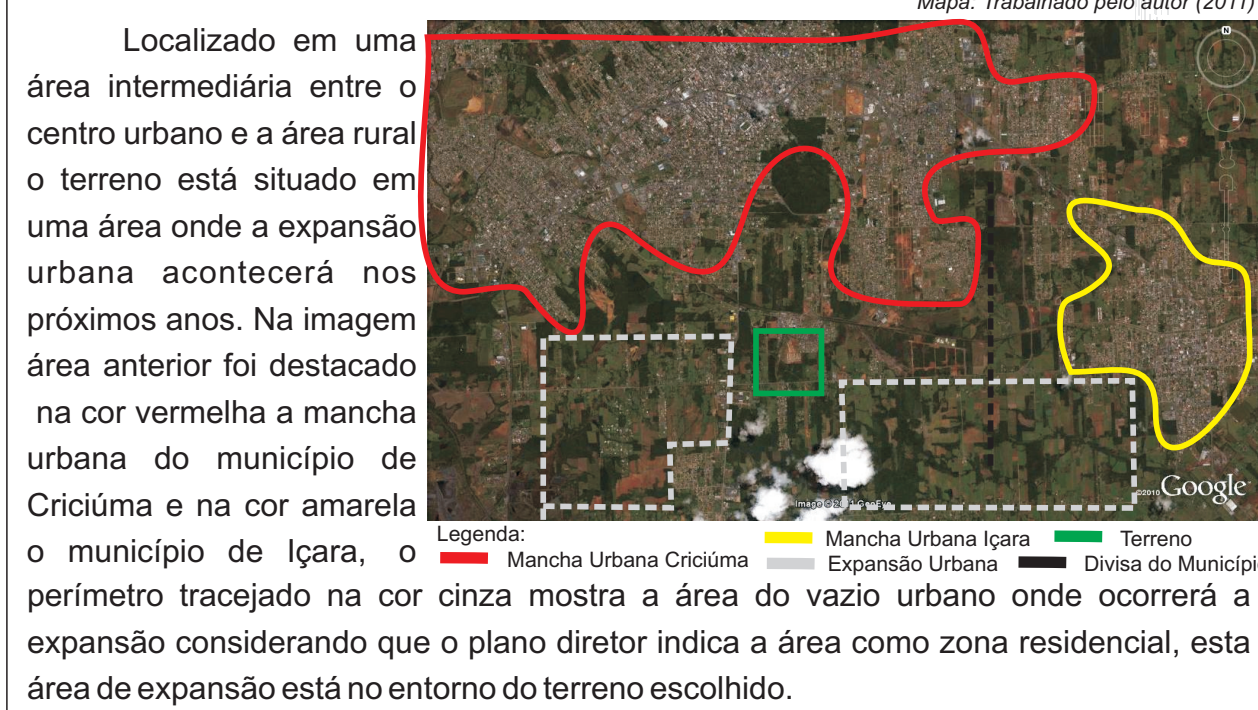 Mapa: Trabalhado pelo autor (2011)
Localizado em uma
área intermediária entre o
centro urbano e a área rural
o terreno está situado em
uma área onde a expansão
urbana acontecerá nos
próximos anos. Na imagem
área anterior foi destacado
na cor vermelha a mancha
urbana do município de
Criciúma e na cor amarela
o município de Içara, o
perímetro tracejado na cor cinza mostra a área do vazio urbano onde ocorrerá a
expansão considerando que o plano diretor indica a área como zona residencial, esta
área de expansão está no entorno do terreno escolhido.
N
©2010 Google
Legenda:
Mancha Urbana Criciúma
Mancha Urbana Içara
Expansão Urbana
Terreno
Divisa do Município